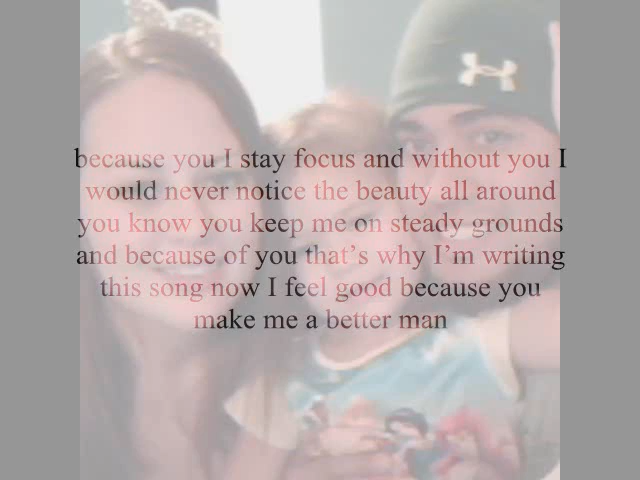 because you I stay focus and without you I
would never notice the beauty all around
you know you keep me on steady grounds
and because of you that’s why I’m writing
this song now I feel good because you
make me a better man